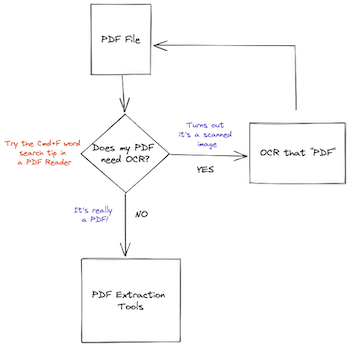 PDF File
Try the Cmd+F word
search tip in
a PDF Reader
Does my PDF
need OCR?
Turns out
it's a scanned
image
YES
OCR that "PDF"
It's really
a PDF!
NO
PDF Extraction
Tools